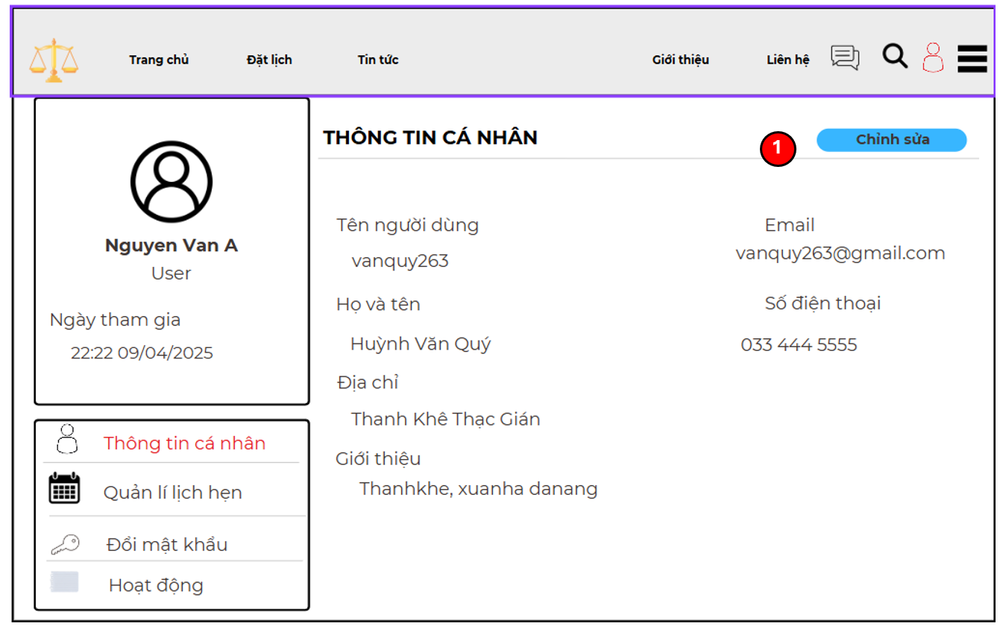 Trang chủ Đặt lịch Tin tức Giới thiệu Liên hệ
Nguyen Van A
User
Ngày tham gia
22:22 09/04/2025
Thông tin cá nhân
Quản lí lịch hẹn
Đổi mật khẩu
Hoạt động
THÔNG TIN CÁ NHÂN
1
Chỉnh sửa
Tên người dùng
vanquy263
Email
vanquy263@gmail.com
Họ và tên
Huỳnh Văn Quý
Số điện thoại
033 444 5555
Địa chỉ
Thanh Khê Thạc Gián
Giới thiệu
Thanhkhe, xuanha danang